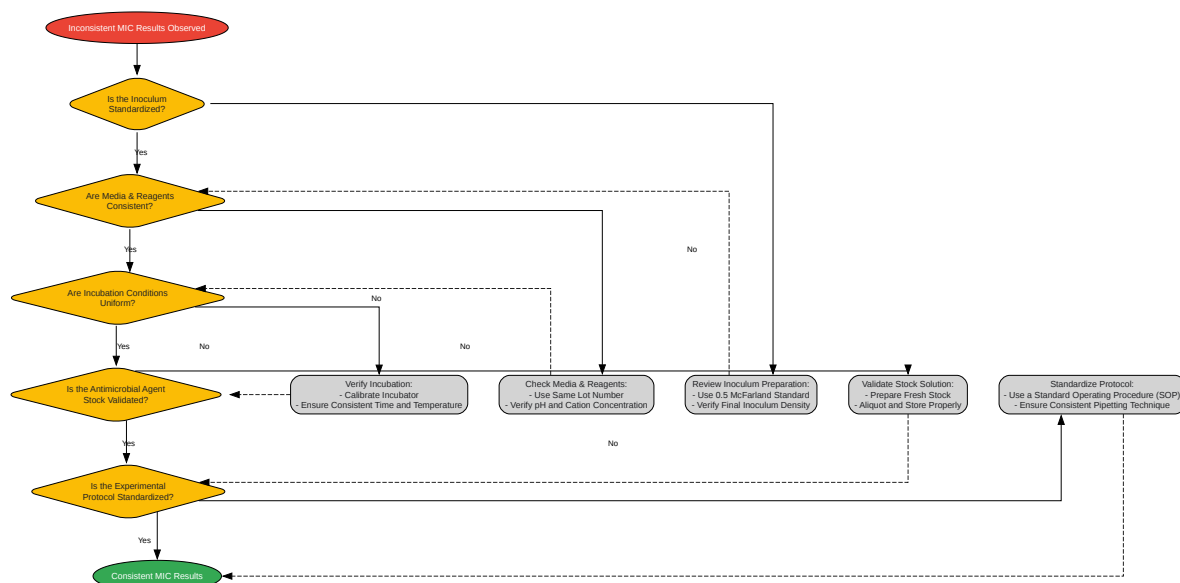 Inconsistent MIC Results Observed
Is the Inoculum
Standardized?
Yes
Are Media & Reagents
Consistent?
Yes
No
Are Incubation Conditions
Uniform?
No
Yes
No
No
Is the Antimicrobial Agent
Stock Validated?
Verify Incubation:
- Calibrate Incubator
- Ensure Consistent Time and Temperature
Check Media & Reagents:
- Use Same Lot Number
- Verify pH and Cation Concentration
Review Inoculum Preparation:
- Use 0.5 McFarland Standard
- Verify Final Inoculum Density
Validate Stock Solution:
- Prepare Fresh Stock
- Aliquot and Store Properly
Standardize Protocol:
- Use a Standard Operating Procedure (SOP)
- Ensure Consistent Pipetting Technique
Yes
No
Is the Experimental
Protocol Standardized?
Yes
Consistent MIC Results